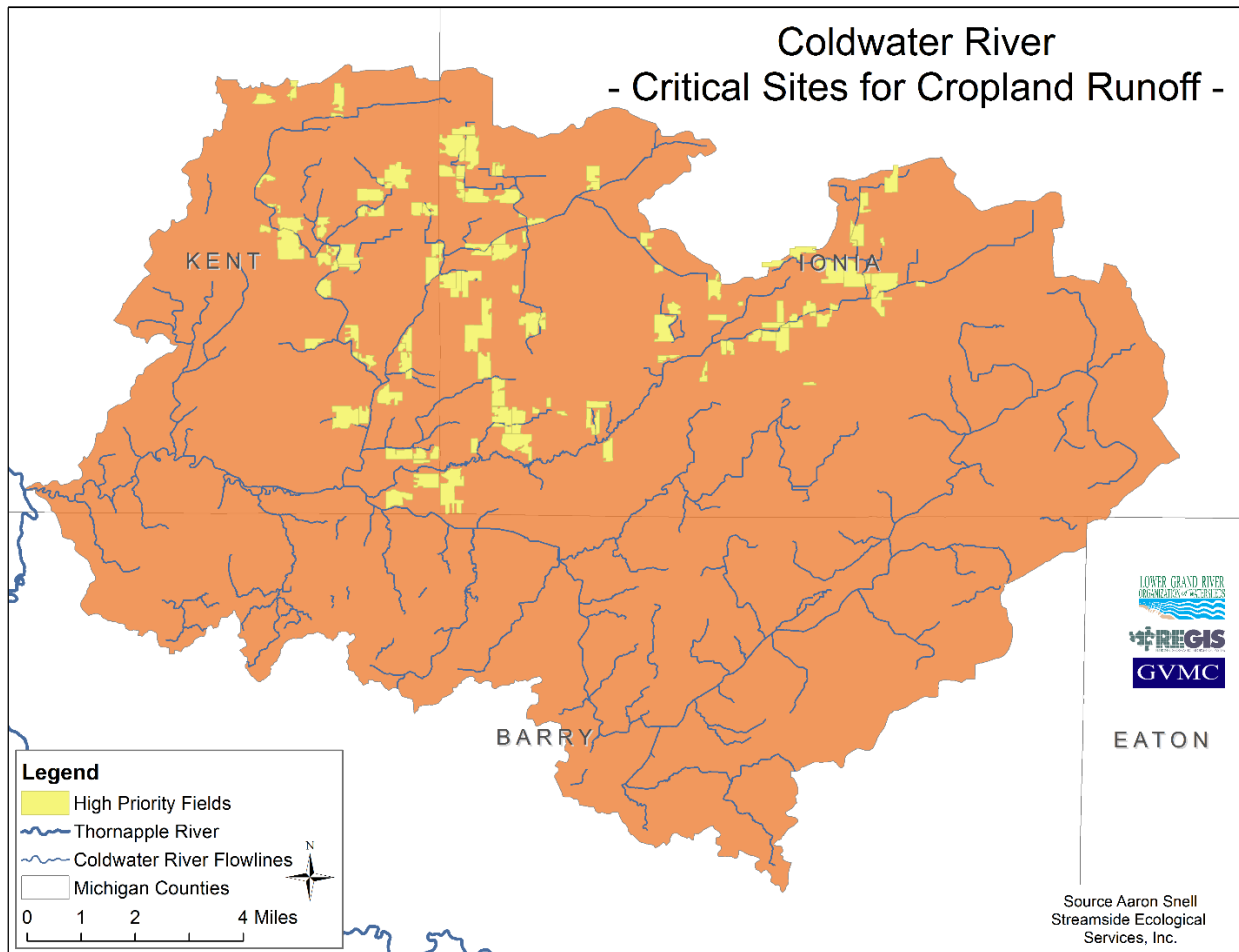 Coldwater River
- Critical Sites for Cropland Runoff -
KENT
IONIA
LOWER GRAND RIVER
ORGANIZATION OF WATERSHEDS
REGIS
GVMC
BARRY
EATON
Legend
High Priority Fields
Thornapple River
Coldwater River Flowlines
Michigan Counties
N
0 1 2 4 Miles
Source Aaron Snell
Streamside Ecological
Services, Inc.